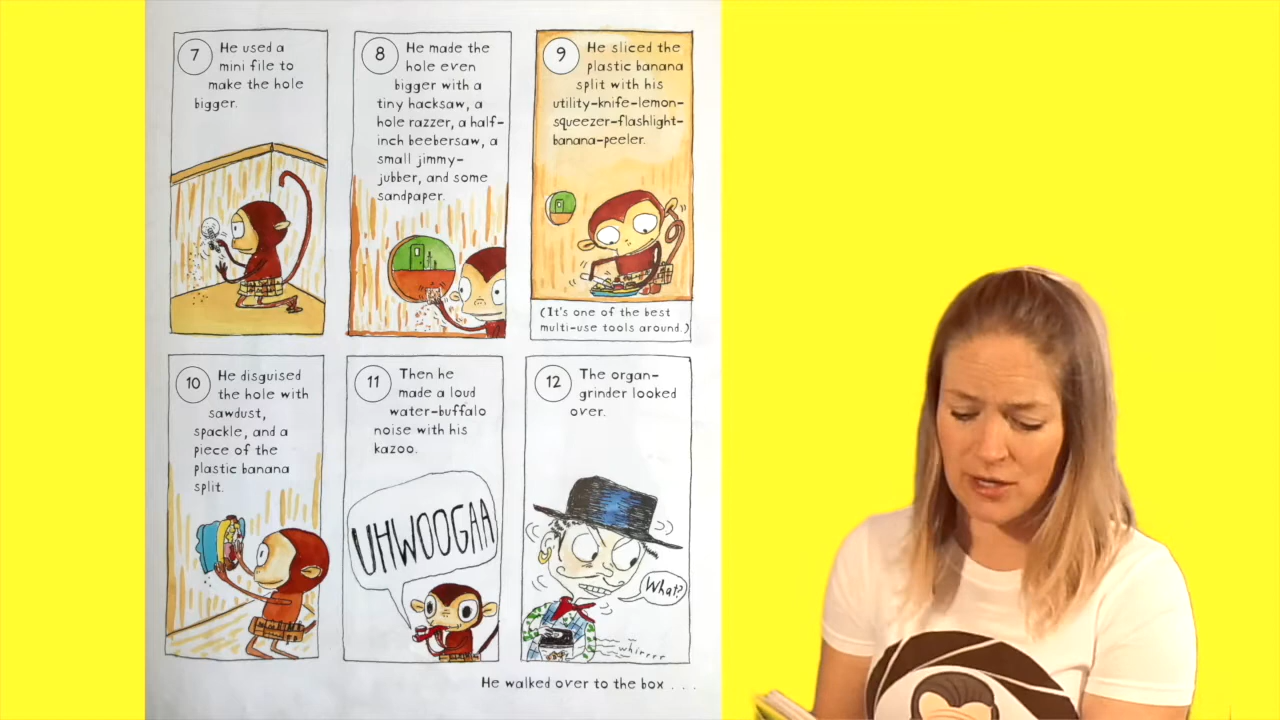 7
He used a
mini file to
make the hole
bigger.
8
He made the
hole even
bigger with a
tiny hacksaw, a
hole razzer, a half-
inch beebersaw, a
small jimmy-
jubber, and some
sandpaper.
9
He sliced the
plastic banana
split with his
utility-knife-lemon-
squeezer-flashlight-
banana-peeler.
(It's one of the best
multi-use tools around.)
10
He disguised
the hole with
sawdust,
spackle, and a
piece of the
plastic banana
split.
11
Then he
made a loud
water-buffalo
noise with his
kazoo.
UHWOOGAA
12
The organ-
grinder looked
over.
What?
whirrrr
He walked over to the box . . .